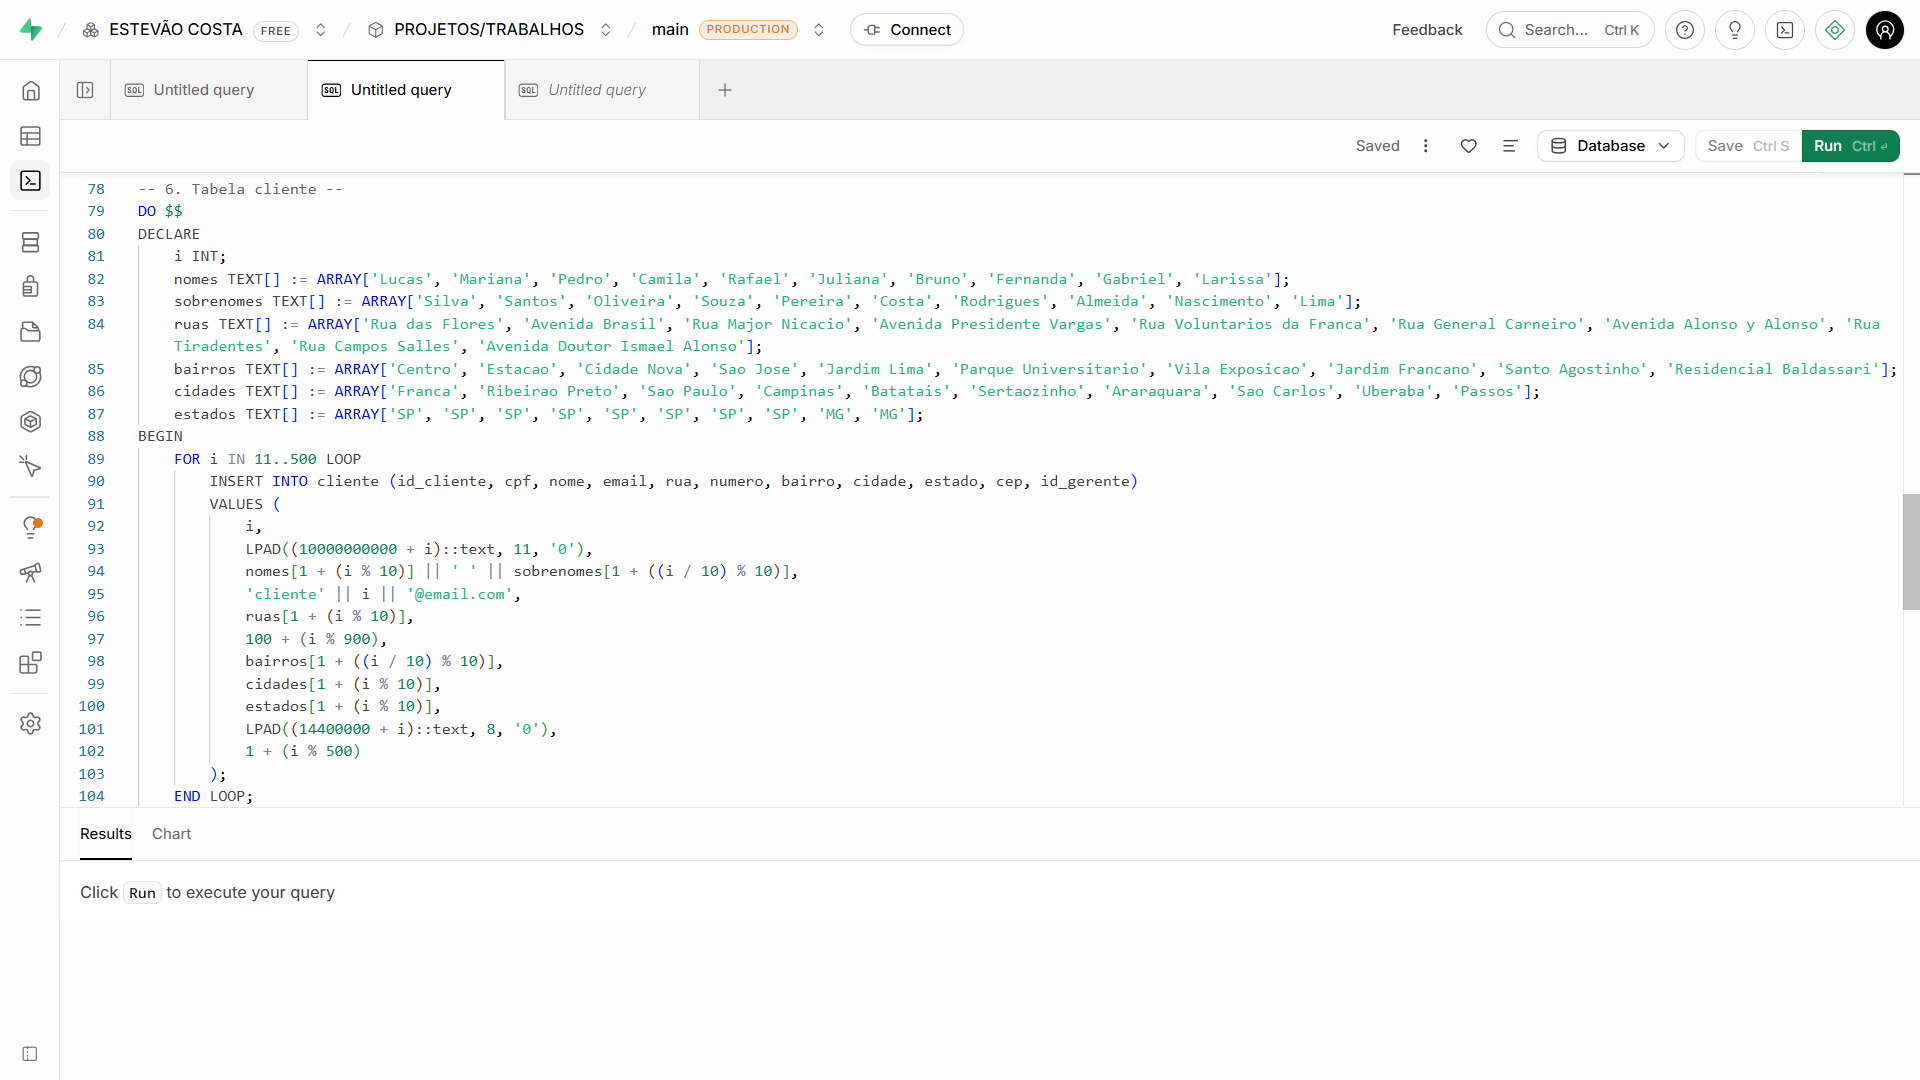 ESTEVÃO COSTA FREE / PROJETOS/TRABALHOS / main PRODUCTION Connect Feedback Search... Ctrl K
SQL Untitled query SQL Untitled query SQL Untitled query
Saved Database Save Ctrl S Run Ctrl ↵
78 -- 6. Tabela cliente --
79 DO $$
80 DECLARE
81 i INT;
82 nomes TEXT[] := ARRAY['Lucas', 'Mariana', 'Pedro', 'Camila', 'Rafael', 'Juliana', 'Bruno', 'Fernanda', 'Gabriel', 'Larissa'];
83 sobrenomes TEXT[] := ARRAY['Silva', 'Santos', 'Oliveira', 'Souza', 'Pereira', 'Costa', 'Rodrigues', 'Almeida', 'Nascimento', 'Lima'];
84 ruas TEXT[] := ARRAY['Rua das Flores', 'Avenida Brasil', 'Rua Major Nicacio', 'Avenida Presidente Vargas', 'Rua Voluntarios da Franca', 'Rua General Carneiro', 'Avenida Alonso y Alonso', 'Rua
Tiradentes', 'Rua Campos Salles', 'Avenida Doutor Ismael Alonso'];
85 bairros TEXT[] := ARRAY['Centro', 'Estacao', 'Cidade Nova', 'Sao Jose', 'Jardim Lima', 'Parque Universitario', 'Vila Exposicao', 'Jardim Francano', 'Santo Agostinho', 'Residencial Baldassari'];
86 cidades TEXT[] := ARRAY['Franca', 'Ribeirao Preto', 'Sao Paulo', 'Campinas', 'Batatais', 'Sertaozinho', 'Araraquara', 'Sao Carlos', 'Uberaba', 'Passos'];
87 estados TEXT[] := ARRAY['SP', 'SP', 'SP', 'SP', 'SP', 'SP', 'SP', 'SP', 'MG', 'MG'];
88 BEGIN
89 FOR i IN 11..500 LOOP
90 INSERT INTO cliente (id_cliente, cpf, nome, email, rua, numero, bairro, cidade, estado, cep, id_gerente)
91 VALUES (
92 i,
93 LPAD((10000000000 + i)::text, 11, '0'),
94 nomes[1 + (i % 10)] || ' ' || sobrenomes[1 + ((i / 10) % 10)],
95 'cliente' || i || '@email.com',
96 ruas[1 + (i % 10)],
97 100 + (i % 900),
98 bairros[1 + ((i / 10) % 10)],
99 cidades[1 + (i % 10)],
100 estados[1 + (i % 10)],
101 LPAD((14400000 + i)::text, 8, '0'),
102 1 + (i % 500)
103 );
104 END LOOP;
Results Chart
Click Run to execute your query